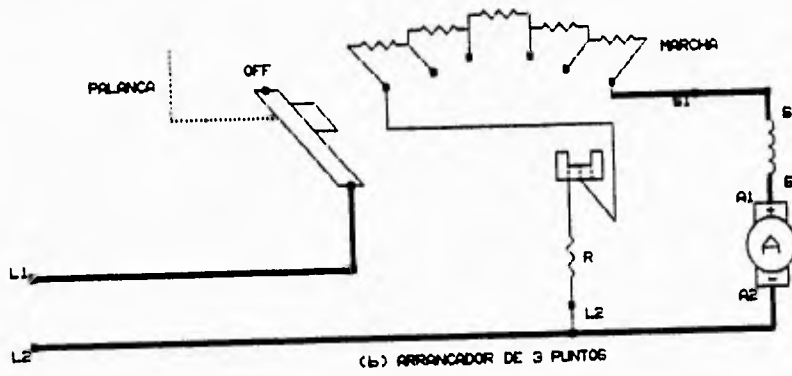 MARCHA
OFF
PALANCA
S1
A1
+
A
-
A2
R
L1
L2
L2
(b) ARRANCADOR DE 3 PUNTOS